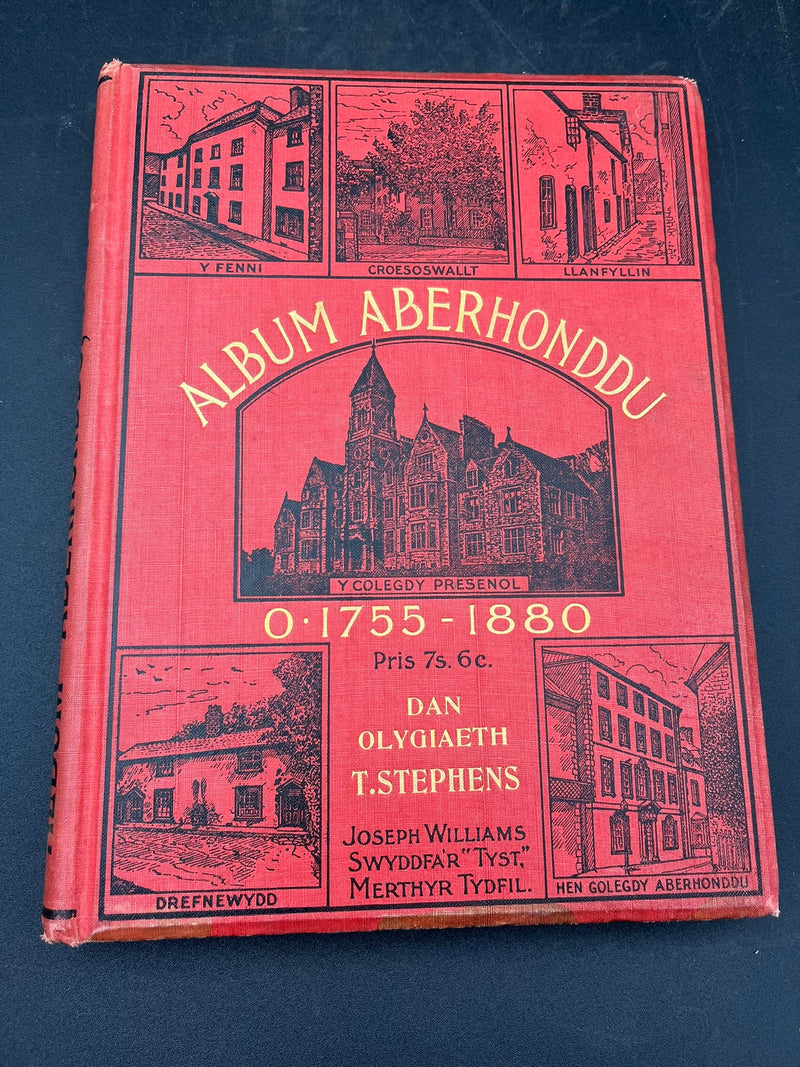 Y FENNI
CROESOSWALLT
LLANFYLLIN
ALBUM ABERHONDDU
Y COLEGDY PRESENOL
O·1755-1880
Pris 7s. 6c.
DAN
OLYGIAETH
T. STEPHENS
JOSEPH WILLIAMS
SWYDDFA'R "TYST,"
MERTHYR TYDFIL.
DREFNEWYDD
HEN GOLEGDY ABERHONDDU